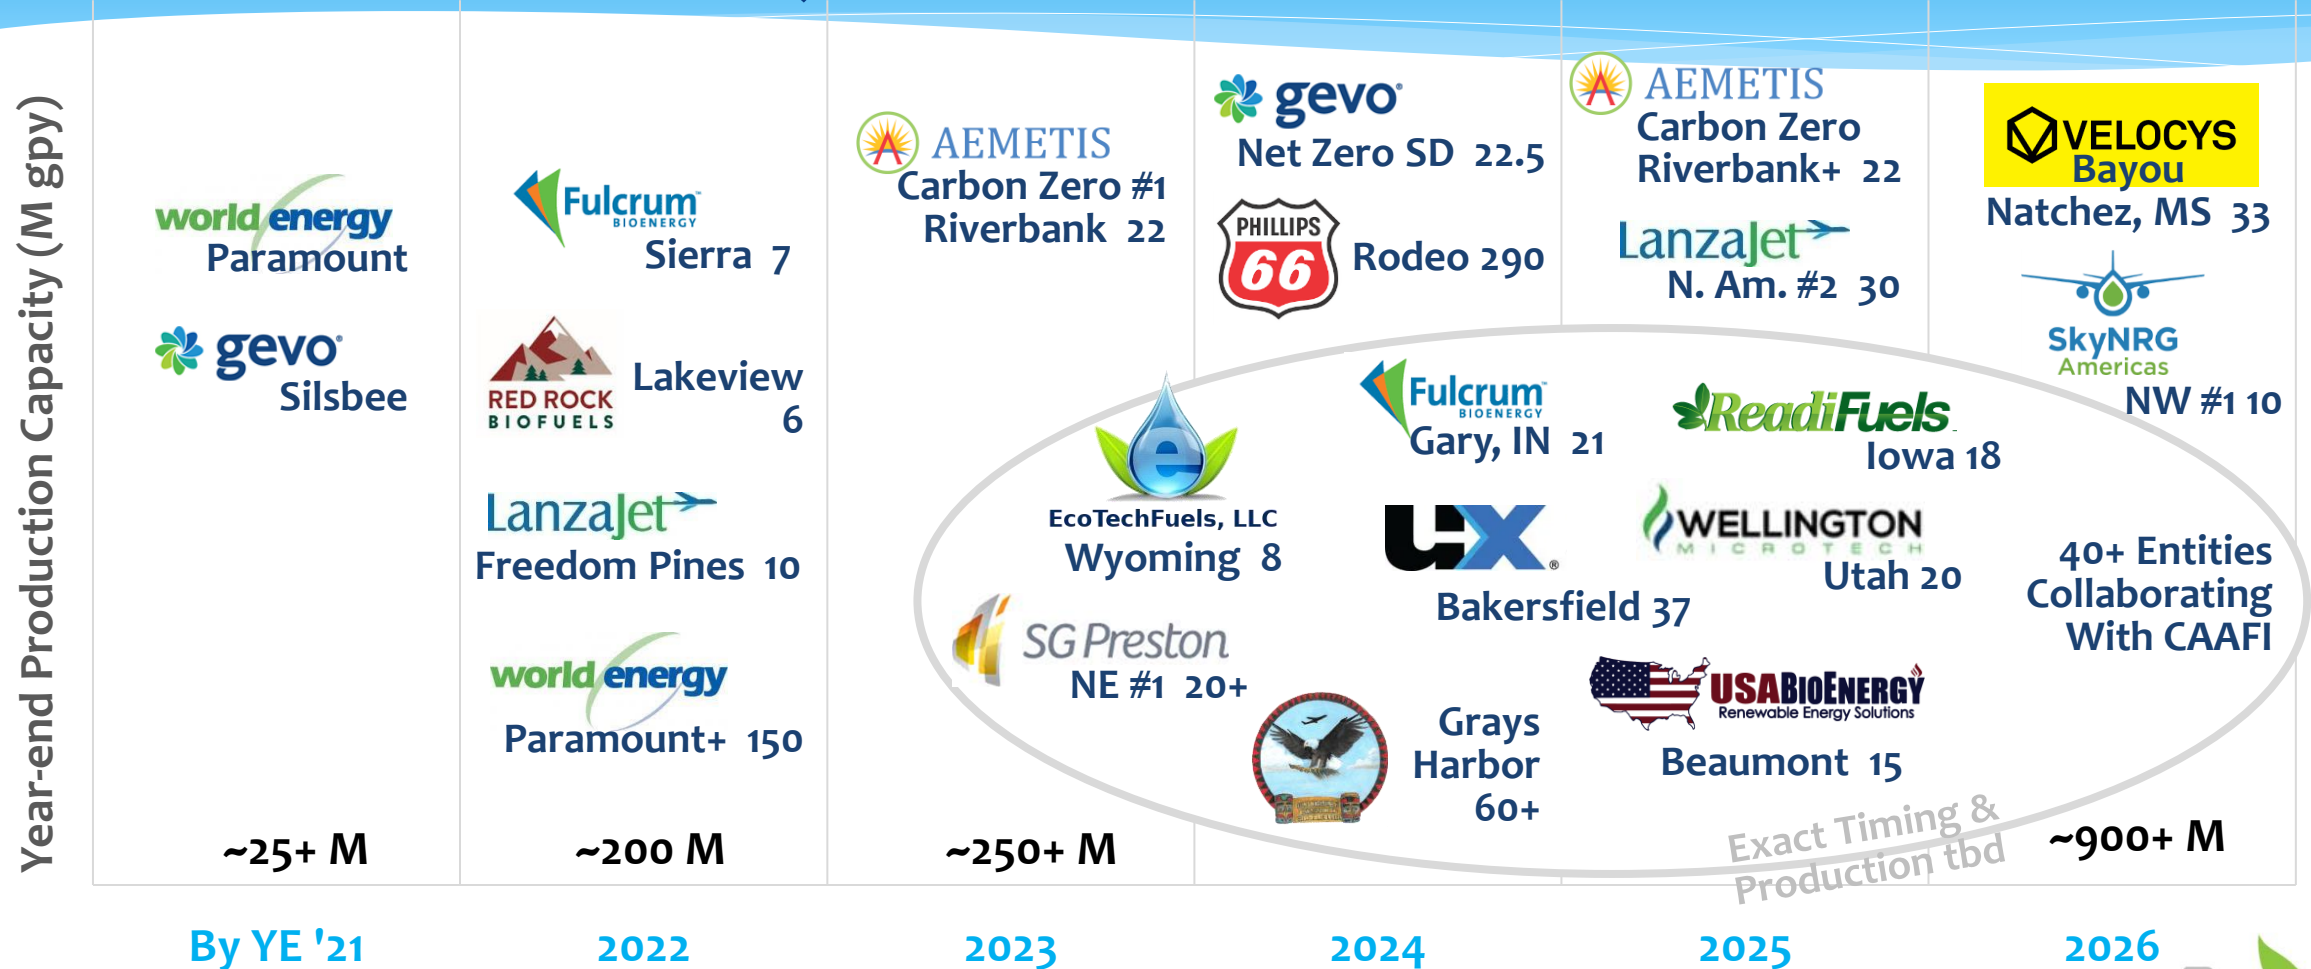 Year-end Production Capacity (M gpy)
world energy
Paramount
gevo
Silsbee
~25+ M
By YE '21
Fulcrum™
BIOENERGY
Sierra 7
RED ROCK
BIOFUELS
Lakeview
6
LanzaJet
Freedom Pines 10
world energy
Paramount+ 150
~200 M
2022
AEMETIS
Carbon Zero #1
Riverbank 22
~250+ M
2023
gevo
Net Zero SD 22.5
PHILLIPS
66
Rodeo 290
2024
AEMETIS
Carbon Zero
Riverbank+ 22
LanzaJet
N. Am. #2 30
2025
VELOCYS
Bayou
Natchez, MS 33
SkyNRG
Americas
NW #1 10
~900+ M
2026
e
EcoTechFuels, LLC
Wyoming 8
SG Preston
NE #1 20+
Fulcrum™
BIOENERGY
Gary, IN 21
UX®
Bakersfield 37
Grays
Harbor
60+
ReadiFuels
Iowa 18
WELLINGTON
MICROTECH
Utah 20
USABIOENERGY
Renewable Energy Solutions
Beaumont 15
40+ Entities
Collaborating
With CAAFI
Exact Timing &
Production tbd